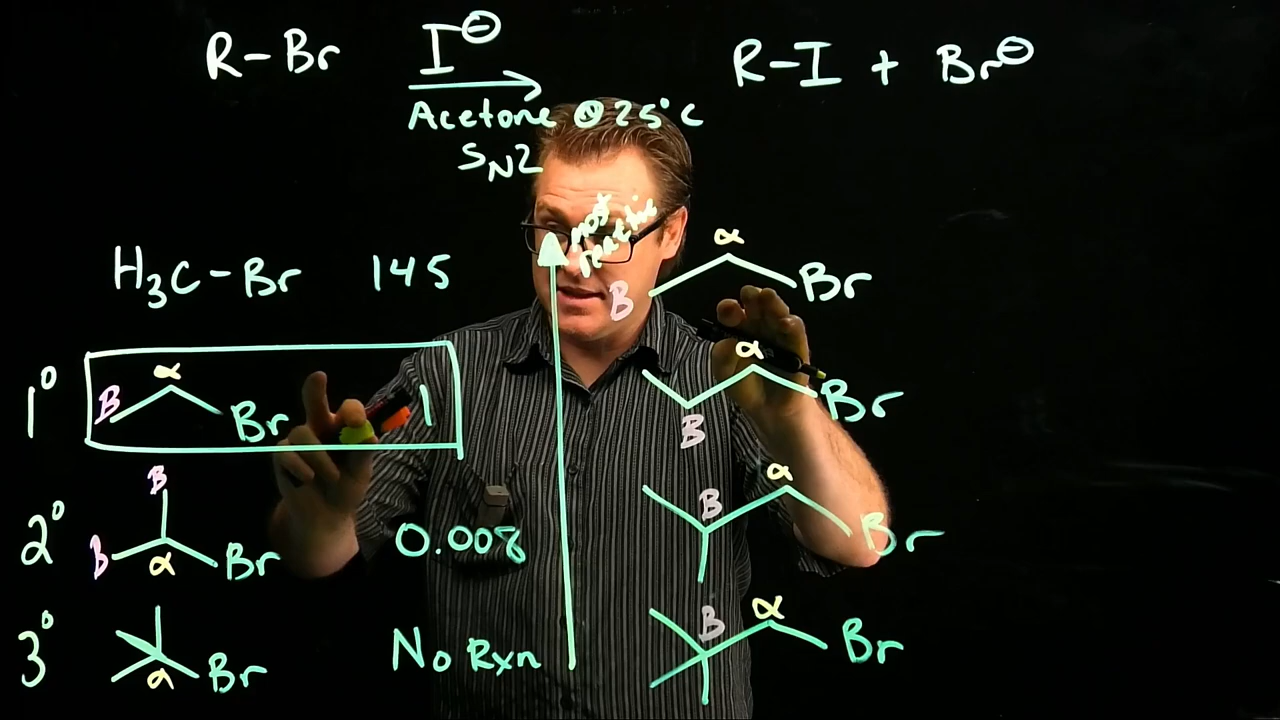 R-Br I⊖ R-I + Br⊖
Acetone @ 25°C
SN2
most
reactive
H3C-Br 145
α
B Br
1° α
B Br 1
B
2° B α Br 0.008
3° α Br No Rxn
α
B Br
B α
Br
B α
Br